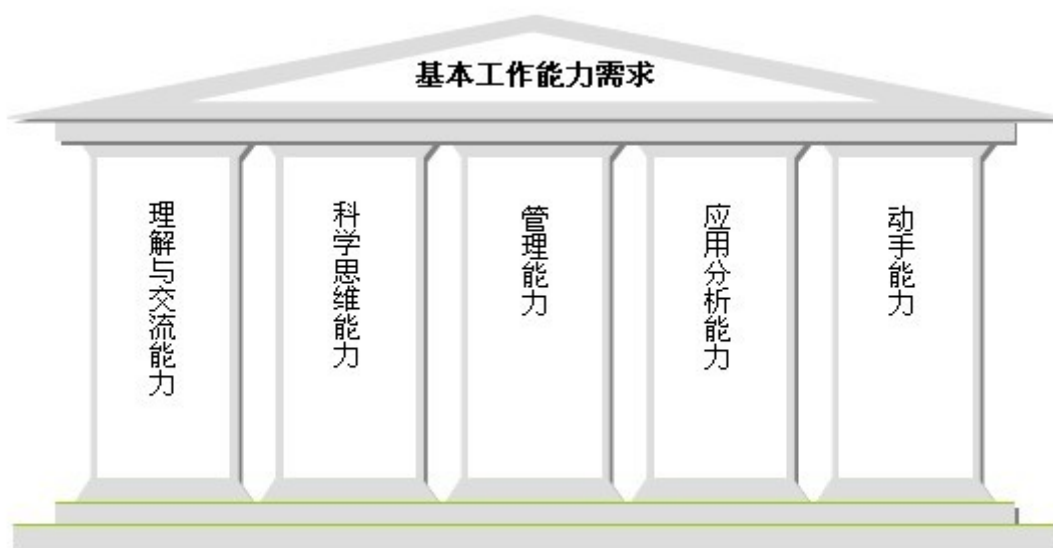 基本工作能力需求
理解与交流能力
科学思维能力
管理能力
应用分析能力
动手能力